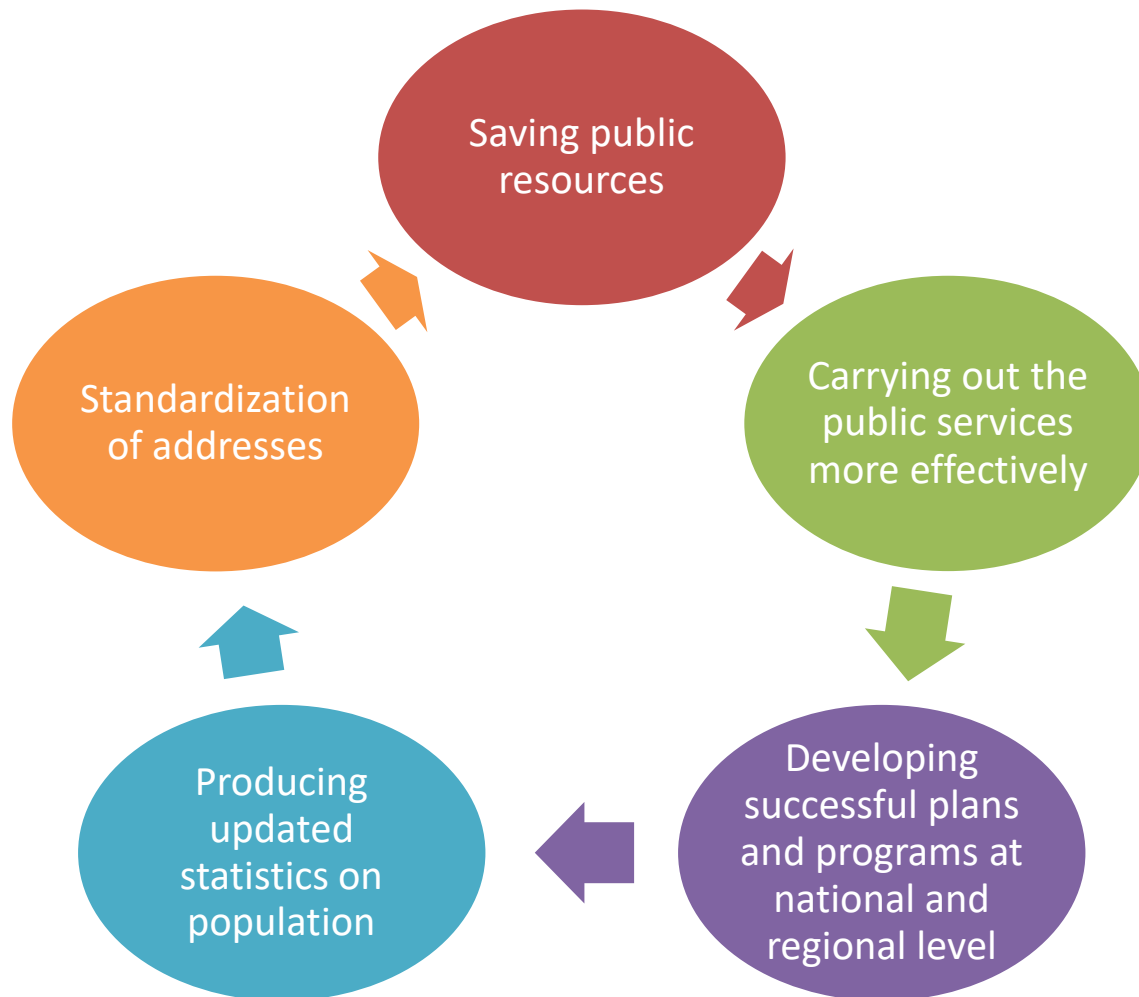 Saving public
resources
Carrying out the
public services
more effectively
Developing
successful plans
and programs at
national and
regional level
Producing
updated
statistics on
population
Standardization
of addresses